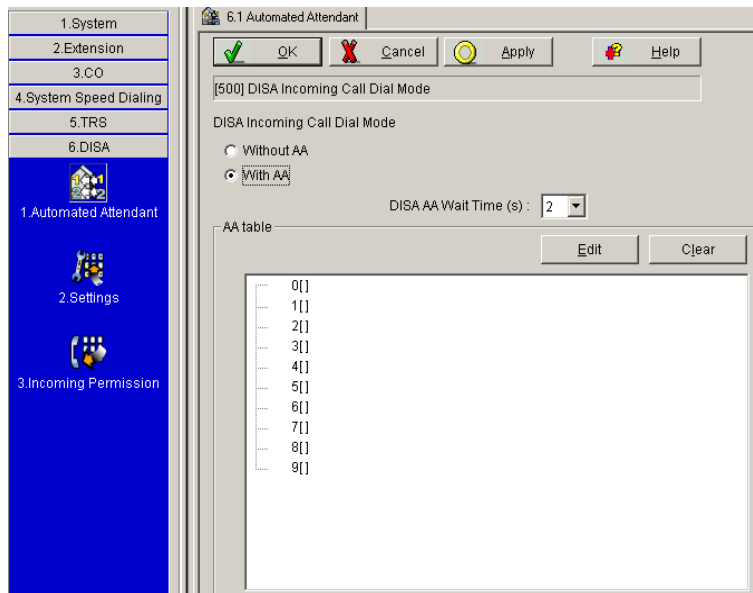 1.System
2.Extension
3.CO
4.System Speed Dialing
5.TRS
6.DISA
1.Automated Attendant
2.Settings
3.Incoming Permission
6.1 Automated Attendant
OK Cancel Apply Help
[500] DISA Incoming Call Dial Mode
DISA Incoming Call Dial Mode
Without AA
With AA
DISA AA Wait Time (s) : 2
AA table
Edit Clear
0[]
1[]
2[]
3[]
4[]
5[]
6[]
7[]
8[]
9[]